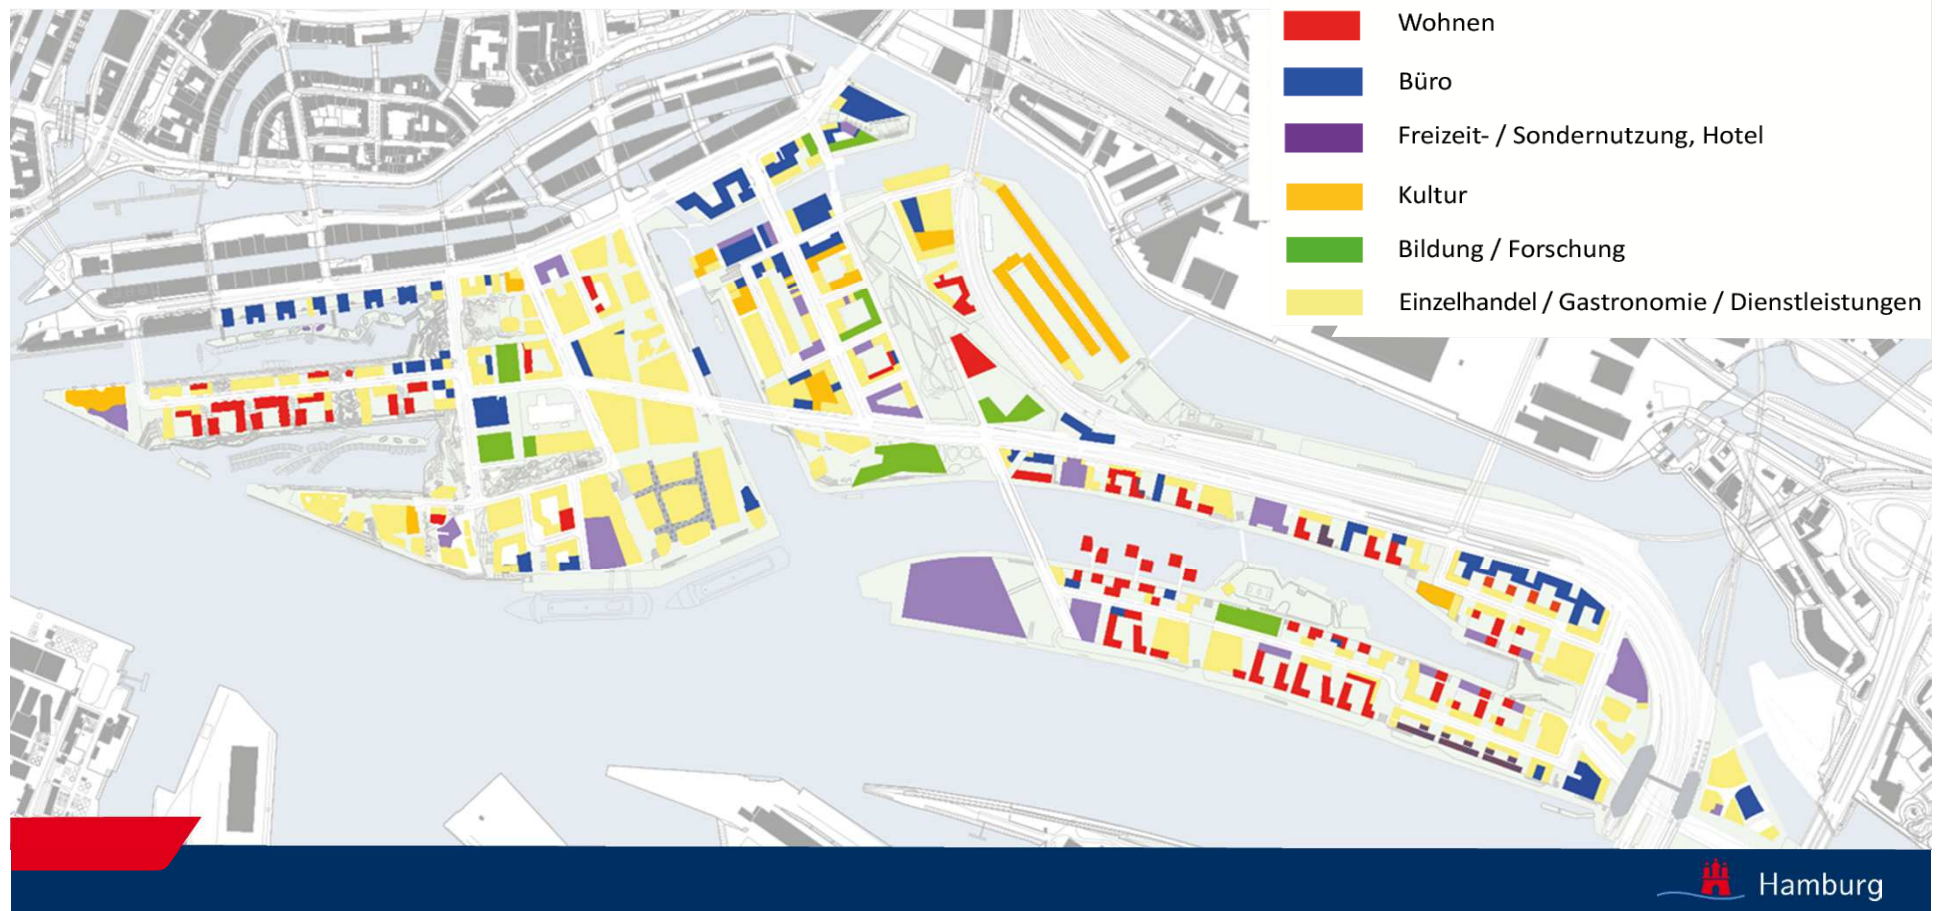 Wohnen
Büro
Freizeit- / Sondernutzung, Hotel
Kultur
Bildung / Forschung
Einzelhandel / Gastronomie / Dienstleistungen
Hamburg